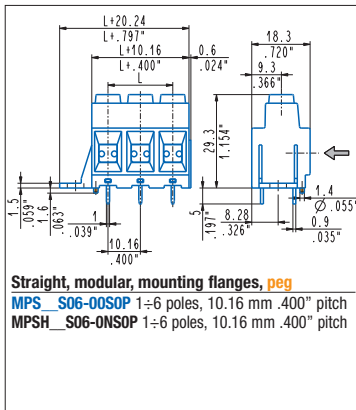 L+20.24
L+.797”
L+10.16
L+.400”
0.6
.024”
L
18.3
.720”
9.3
.366”
29.3
1.154”
1.5
.059”
1.6
.063”
1
.039”
10.16
.400”
5
.197”
8.28
.326”
1.4
Ø .055”
0.9
.035”
Straight, modular, mounting flanges, peg
MPS__S06-00S0P 1÷6 poles, 10.16 mm .400” pitch
MPSH__S06-0NS0P 1÷6 poles, 10.16 mm .400” pitch